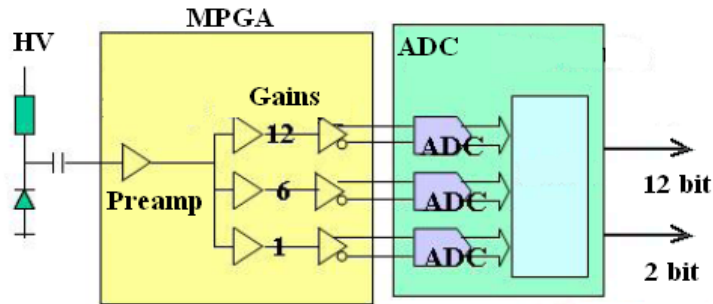 MPGA
HV
ADC
Gains
12
ADC
12 bit
Preamp
6
ADC
1
ADC
2 bit